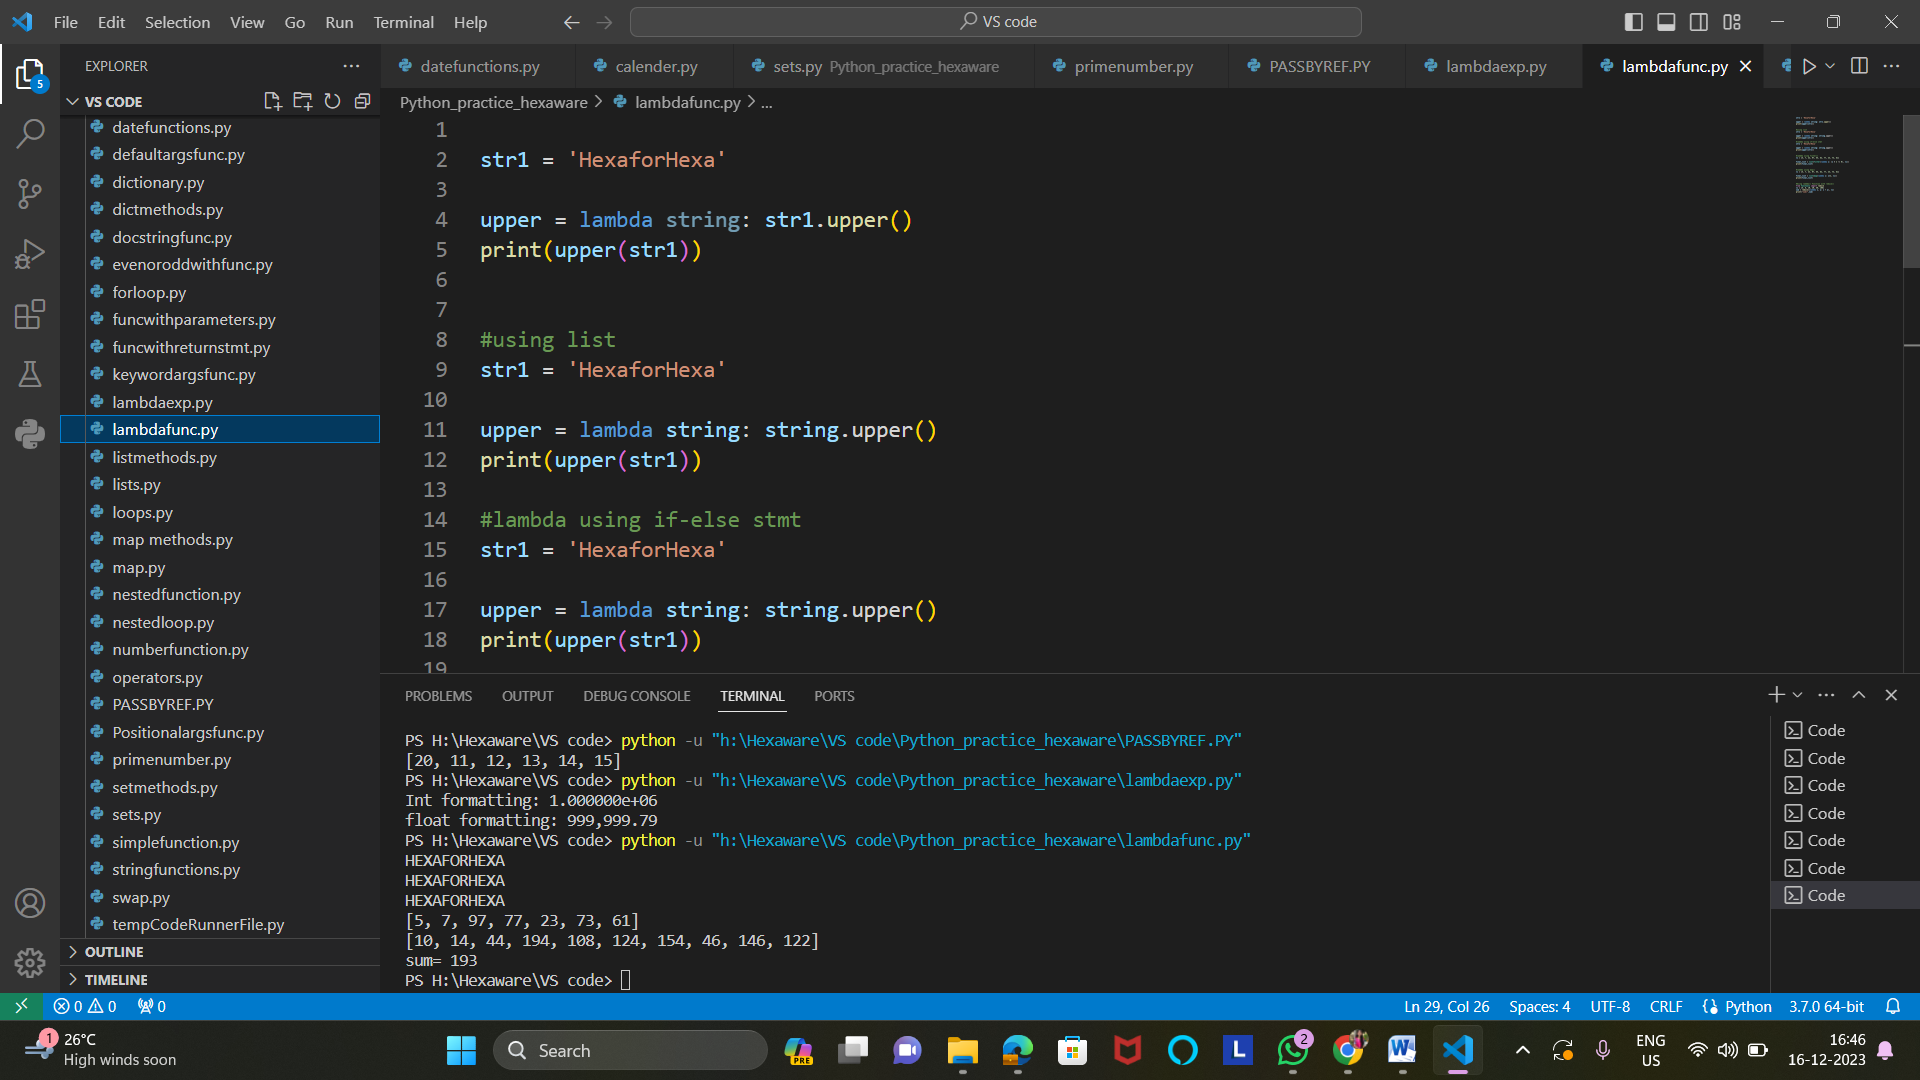 File Edit Selection View Go Run Terminal Help
VS code
EXPLORER
VS CODE
datefunctions.py
defaultargsfunc.py
dictionary.py
dictmethods.py
docstringfunc.py
evenoroddwithfunc.py
forloop.py
funcwithparameters.py
funcwithreturnstmt.py
keywordargsfunc.py
lambdaexp.py
lambdafunc.py
listmethods.py
lists.py
loops.py
map methods.py
map.py
nestedfunction.py
nestedloop.py
numberfunction.py
operators.py
PASSBYREF.PY
Positionalargsfunc.py
primenumber.py
setmethods.py
sets.py
simplefunction.py
stringfunctions.py
swap.py
tempCodeRunnerFile.py
OUTLINE
TIMELINE
5
datefunctions.py calender.py sets.py Python_practice_hexaware primenumber.py PASSBYREF.PY lambdaexp.py lambdafunc.py
Python_practice_hexaware > lambdafunc.py > ...
1
2 str1 = 'HexaforHexa'
3
4 upper = lambda string: str1.upper()
5 print(upper(str1))
6
7
8 #using list
9 str1 = 'HexaforHexa'
10
11 upper = lambda string: string.upper()
12 print(upper(str1))
13
14 #lambda using if-else stmt
15 str1 = 'HexaforHexa'
16
17 upper = lambda string: string.upper()
18 print(upper(str1))
19
PROBLEMS OUTPUT DEBUG CONSOLE TERMINAL PORTS
PS H:\Hexaware\VS code> python -u "h:\Hexaware\VS code\Python_practice_hexaware\PASSBYREF.PY"
[20, 11, 12, 13, 14, 15]
PS H:\Hexaware\VS code> python -u "h:\Hexaware\VS code\Python_practice_hexaware\lambdaexp.py"
Int formatting: 1.000000e+06
float formatting: 999,999.79
PS H:\Hexaware\VS code> python -u "h:\Hexaware\VS code\Python_practice_hexaware\lambdafunc.py"
HEXAFORHEXA
HEXAFORHEXA
HEXAFORHEXA
[5, 7, 97, 77, 23, 73, 61]
[10, 14, 44, 194, 108, 124, 154, 46, 146, 122]
sum= 193
PS H:\Hexaware\VS code>
Code
Code
Code
Code
Code
Code
Code
0 0 0 Ln 29, Col 26 Spaces: 4 UTF-8 CRLF Python 3.7.0 64-bit
1
26°C
High winds soon
Search
PRE
L
2
ENG
US
16:46
16-12-2023